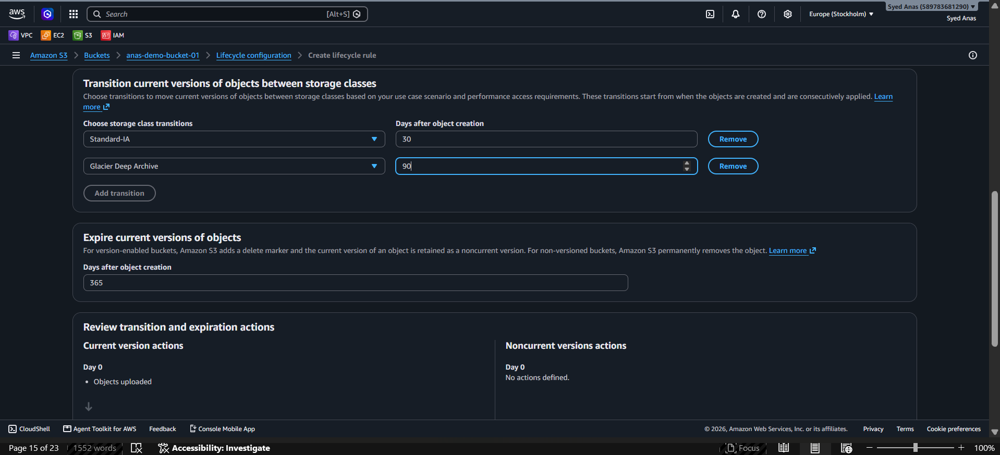 aws
Search [Alt+S]
Europe (Stockholm)
Syed Anas (589783681290)
Syed Anas
VPC EC2 S3 IAM
Amazon S3 Buckets anas-demo-bucket-01 Lifecycle configuration Create lifecycle rule
Transition current versions of objects between storage classes
Choose transitions to move current versions of objects between storage classes based on your use case scenario and performance access requirements. These transitions start from when the objects are created and are consecutively applied. Learn
more
Choose storage class transitions Days after object creation
Standard-IA 30 Remove
Glacier Deep Archive 90 Remove
Add transition
Expire current versions of objects
For version-enabled buckets, Amazon S3 adds a delete marker and the current version of an object is retained as a noncurrent version. For non-versioned buckets, Amazon S3 permanently removes the object. Learn more
Days after object creation
365
Review transition and expiration actions
Current version actions Noncurrent versions actions
Day 0 Day 0
• Objects uploaded No actions defined.
CloudShell Agent Toolkit for AWS Feedback Console Mobile App © 2026, Amazon Web Services, Inc. or its affiliates. Privacy Terms Cookie preferences
Page 15 of 23 1552 words Accessibility: Investigate Focus 100%